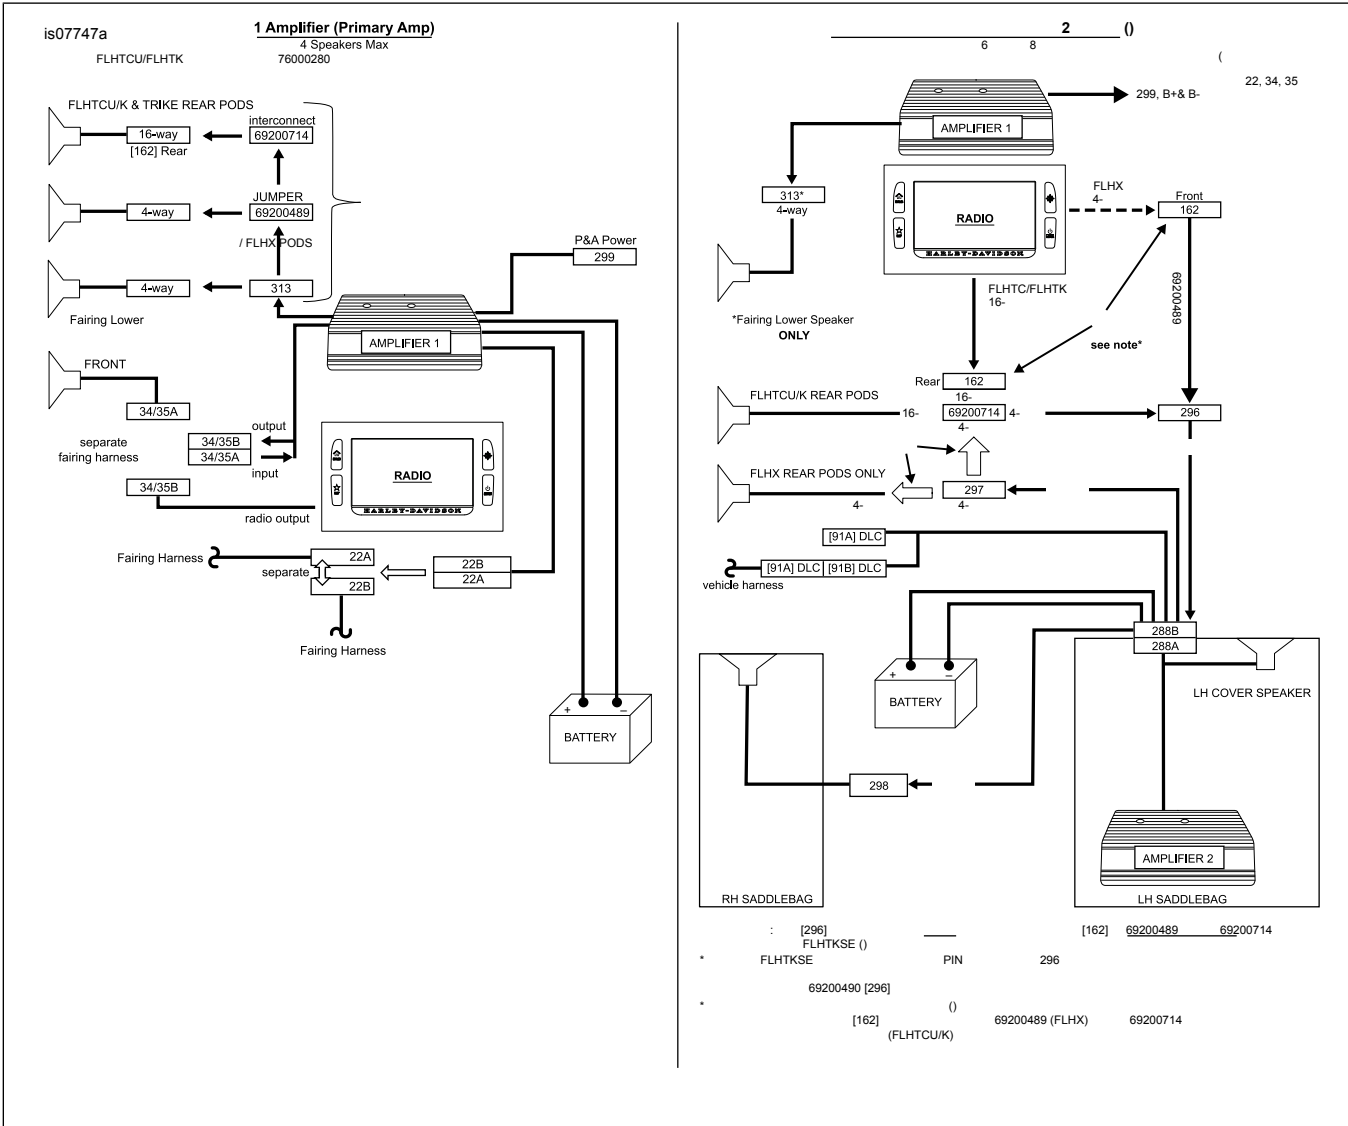 is07747a
1 Amplifier (Primary Amp)
4 Speakers Max
FLHTCU/FLHTK 76000280
FLHTCU/K & TRIKE REAR PODS
interconnect
16-way
69200714
[162] Rear
JUMPER
4-way
69200489
/ FLHX PODS
P&A Power
299
4-way
313
Fairing Lower
AMPLIFIER 1
FRONT
34/35A
output
34/35B
separate
fairing harness
34/35A
input
RADIO
34/35B
HARLEY-DAVIDSON
radio output
Fairing Harness
22A
separate
22B
22B
22A
Fairing Harness
+ –
BATTERY
2 ()
6 8
(
22, 34, 35
299, B+& B-
AMPLIFIER 1
313*
4-way
FLHX
4-
Front
162
RADIO
HARLEY-DAVIDSON
69200489
FLHTC/FLHTK
16-
*Fairing Lower Speaker
ONLY
see note*
Rear
162
16-
FLHTCU/K REAR PODS
16-
69200714
4-
296
4-
FLHX REAR PODS ONLY
297
4-
4-
[91A] DLC
[91A] DLC
[91B] DLC
vehicle harness
288B
288A
+ –
BATTERY
LH COVER SPEAKER
298
AMPLIFIER 2
RH SADDLEBAG
LH SADDLEBAG
: [296] [162] 69200489 69200714
FLHTKSE ()
* FLHTKSE PIN 296
69200490 [296]
* ()
[162] 69200489 (FLHX) 69200714
(FLHTCU/K)